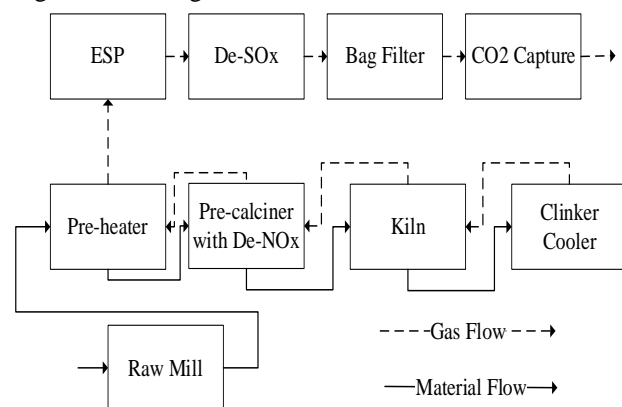 ESP
De-SOx
Bag Filter
CO2 Capture
Pre-heater
Pre-calciner
with De-NOx
Kiln
Clinker
Cooler
Raw Mill
Gas Flow
Material Flow